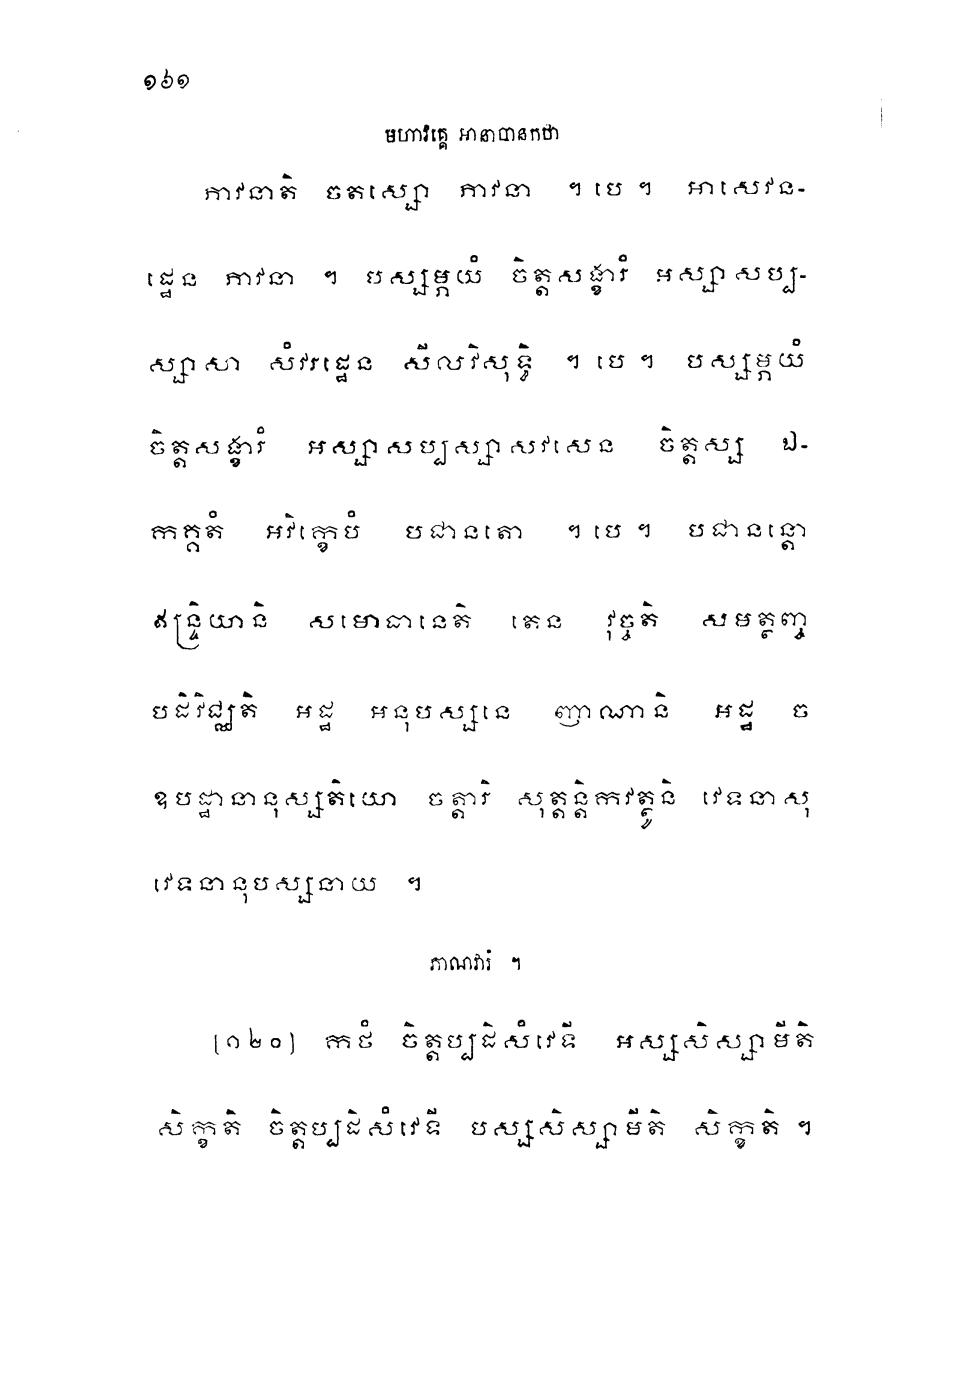 ១៦១
មហាវគ្គេ អានាបានកថា
ភាវនាតិ ចតស្សោ ភាវនា ។ បេ ។ អាសេវន-
ដ្ឋេន ភាវនា ។ បស្សម្ភយំ ចិត្តសង្ខារំ អស្សាសប្ប-
ស្សាសា សំវរដ្ឋេន សីលវិសុទ្ធិ ។ បេ ។ បស្សម្ភយំ
ចិត្តសង្ខារំ អស្សាសប្បស្សាសវសេន ចិត្តស្ស ឯ-
កគ្គតំ អវិក្ខេបំ បជានតោ ។ បេ ។ បជានន្តោ
ឥន្ទ្រិយានិ សមោធានេតិ តេន វុច្ចតិ សមត្ថញ្ច
បដិវិជ្ឈតិ អដ្ឋ អនុបស្សនេ ញាណានិ អដ្ឋ ច
ឧបដ្ឋានានុស្សតិយោ ចត្តារិ សុត្តន្តិកវត្ថូនិ វេទនាសុ
វេទនានុបស្សនាយ ។
ភាណវារំ ។
[១២០] កថំ ចិត្តប្បដិសំវេទី អស្សសិស្សាមីតិ
សិក្ខតិ ចិត្តប្បដិសំវេទី បស្សសិស្សាមីតិ សិក្ខតិ ។